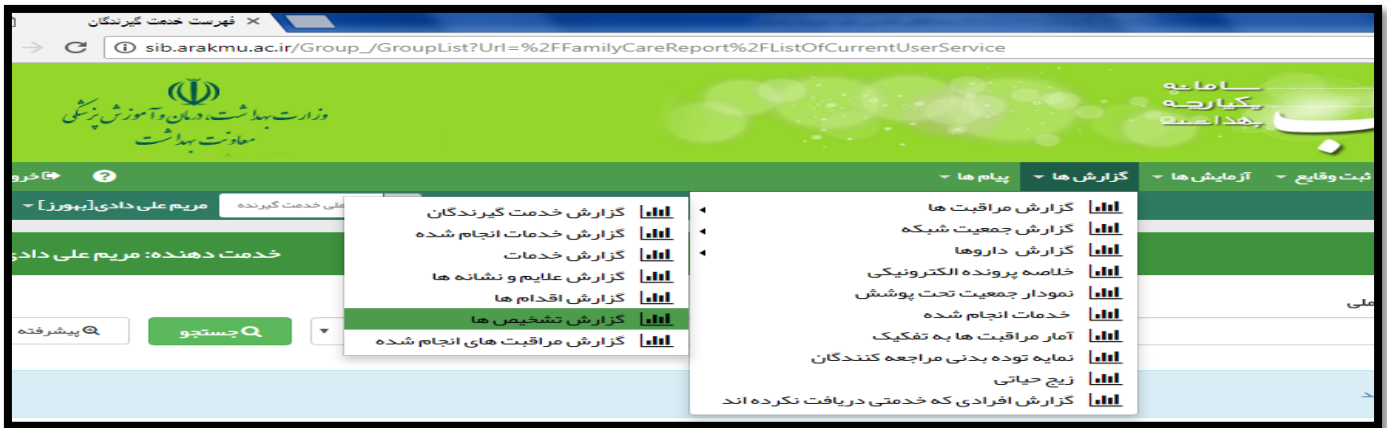 فهرست خدمت گیرندگان
sib.arakmu.ac.ir/Group_/GroupList?Url=%2FFamilyCareReport%2FListOfCurrentUserService
سامانه
یکپارچه
بهداشت
وزارت بهداشت، درمان و آموزش پزشکی
معاونت بهداشت
ثبت وقایع
آزمایش ها
گزارش ها
پیام ها
مریم علی دادی[بهورز]
ملی خدمت گیرنده
خدمت دهنده: مریم علی دادی
گزارش مراقبت ها
گزارش جمعیت شبکه
گزارش داروها
خلاصه پرونده الکترونیکی
نمودار جمعیت تحت پوشش
خدمات انجام شده
آمار مراقبت ها به تفکیک
نمایه توده بدنی مراجعه کنندگان
زیج حیاتی
گزارش افرادی که خدمتی دریافت نکرده اند
گزارش خدمت گیرندگان
گزارش خدمات انجام شده
گزارش خدمات
گزارش علایم و نشانه ها
گزارش اقدام ها
گزارش تشخیص ها
گزارش مراقبت های انجام شده
ملی
جستجو
پیشرفته